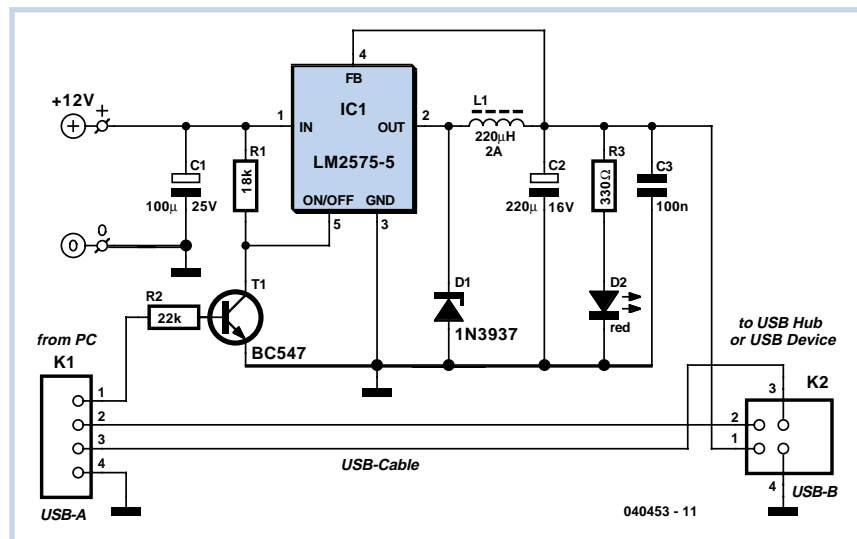 4
FB
IC1
+12V
+
1
IN
OUT
2
L1
220µH
2A
C1
100µ
25V
R1
18k
LM2575-5
ON/OFF
GND
5
3
C2
220µ
16V
R3
330Ω
C3
100n
0
0
R2
22k
T1
BC547
D1
1N3937
D2
red
from PC
K1
1
2
3
4
USB-A
USB-Cable
to USB Hub
or USB Device
3
K2
2
1
4
USB-B
040453 - 11